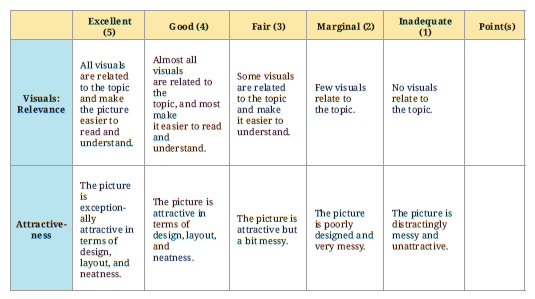 Excellent
(5)
Good (4)
Fair (3)
Marginal (2)
Inadequate
(1)
Point(s)
Visuals:
Relevance
All visuals
are related
to the topic
and make
the picture
easier to
read and
understand.
Almost all
visuals
are related to
the
topic, and most
make
it easier to read
and
understand.
Some visuals
are related
to the topic
and make
it easier to
understand.
Few visuals
relate to
the topic.
No visuals
relate to
the topic.
Attractive-
ness
The picture
is
exception-
ally
attractive in
terms of
design,
layout, and
neatness.
The picture is
attractive in
terms of
design, layout,
and
neatness.
The picture is
attractive but
a bit messy.
The picture
is poorly
designed and
very messy.
The picture is
distractingly
messy and
unattractive.